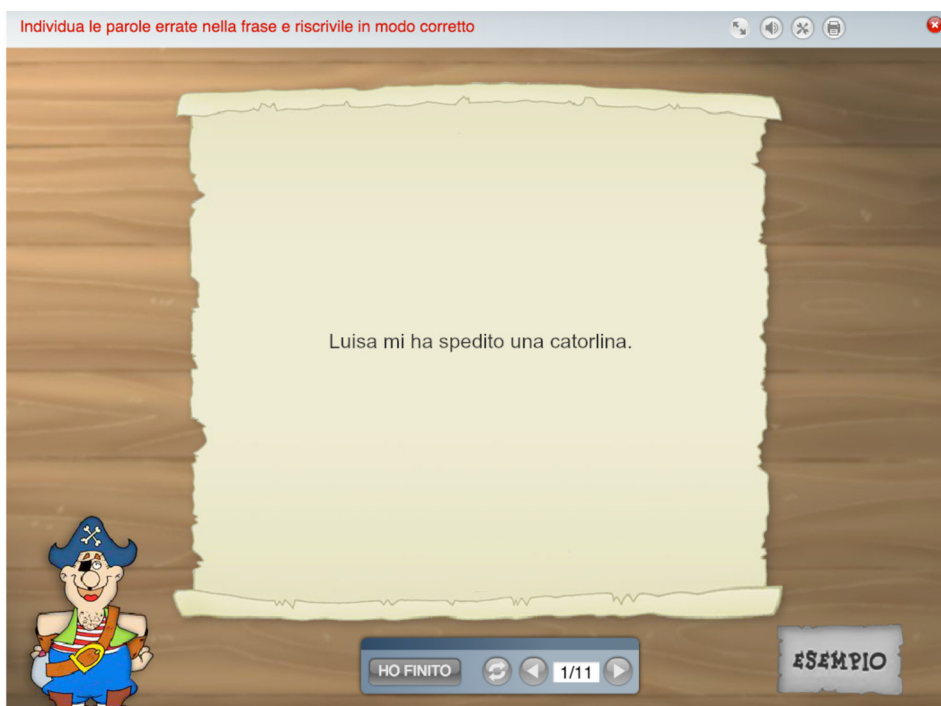 Individua le parole errate nella frase e riscrivile in modo corretto
Luisa mi ha spedito una catorlina.
HO FINITO
1/11
ESEMPIO